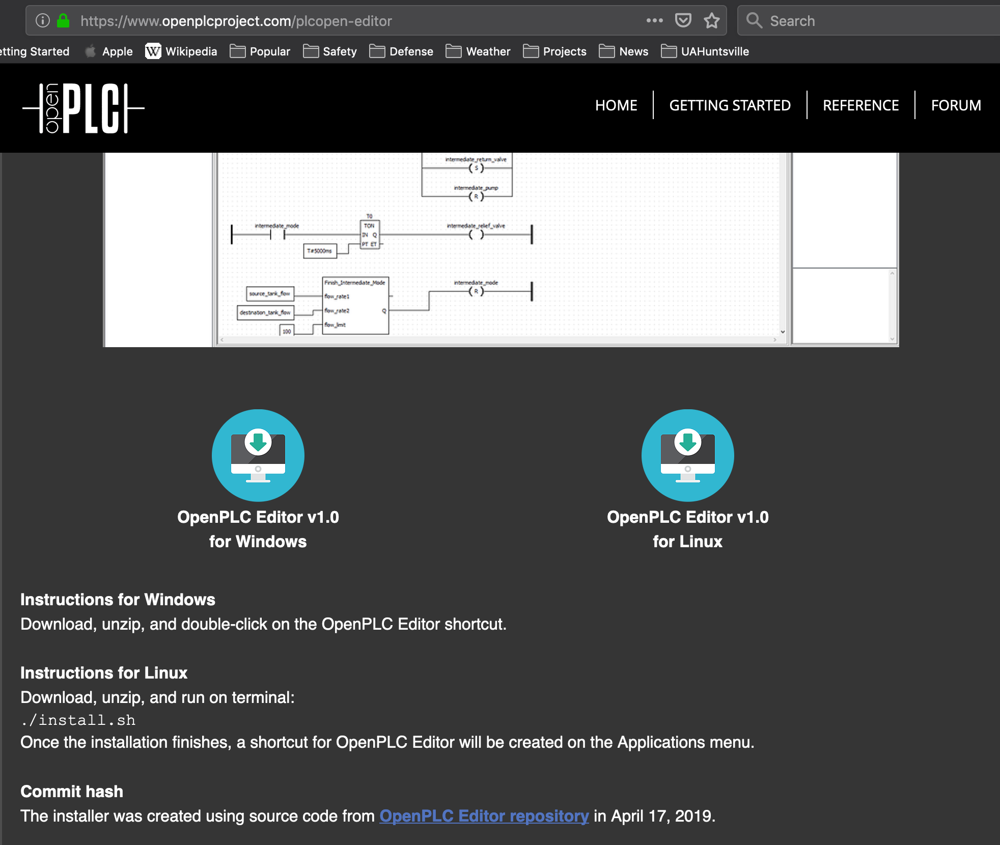 https://www.openplcproject.com/plcopen-editor
Search
etting Started
Apple
W Wikipedia
Popular
Safety
Defense
Weather
Projects
News
UAHuntsville
open PLC
HOME
GETTING STARTED
REFERENCE
FORUM
intermediate_return_valve
S
intermediate_pump
R
T0
intermediate_mode
TON
intermediate_relief_valve
IN Q
PT ET
T#5000ms
Finish_Intermediate_Mode
intermediate_mode
source_tank_flow
flow_rate1
R
destination_tank_flow
flow_rate2
Q
flow_limit
100
OpenPLC Editor v1.0
for Windows
OpenPLC Editor v1.0
for Linux
Instructions for Windows
Download, unzip, and double-click on the OpenPLC Editor shortcut.
Instructions for Linux
Download, unzip, and run on terminal:
./install.sh
Once the installation finishes, a shortcut for OpenPLC Editor will be created on the Applications menu.
Commit hash
The installer was created using source code from OpenPLC Editor repository in April 17, 2019.